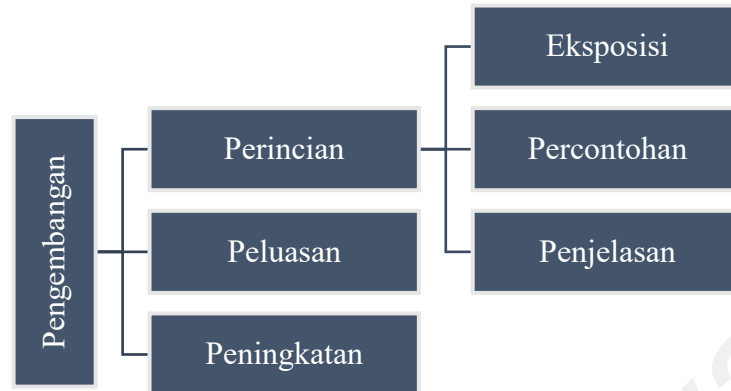 Pengembangan
Perincian
Peluasan
Peningkatan
Eksposisi
Percontohan
Penjelasan